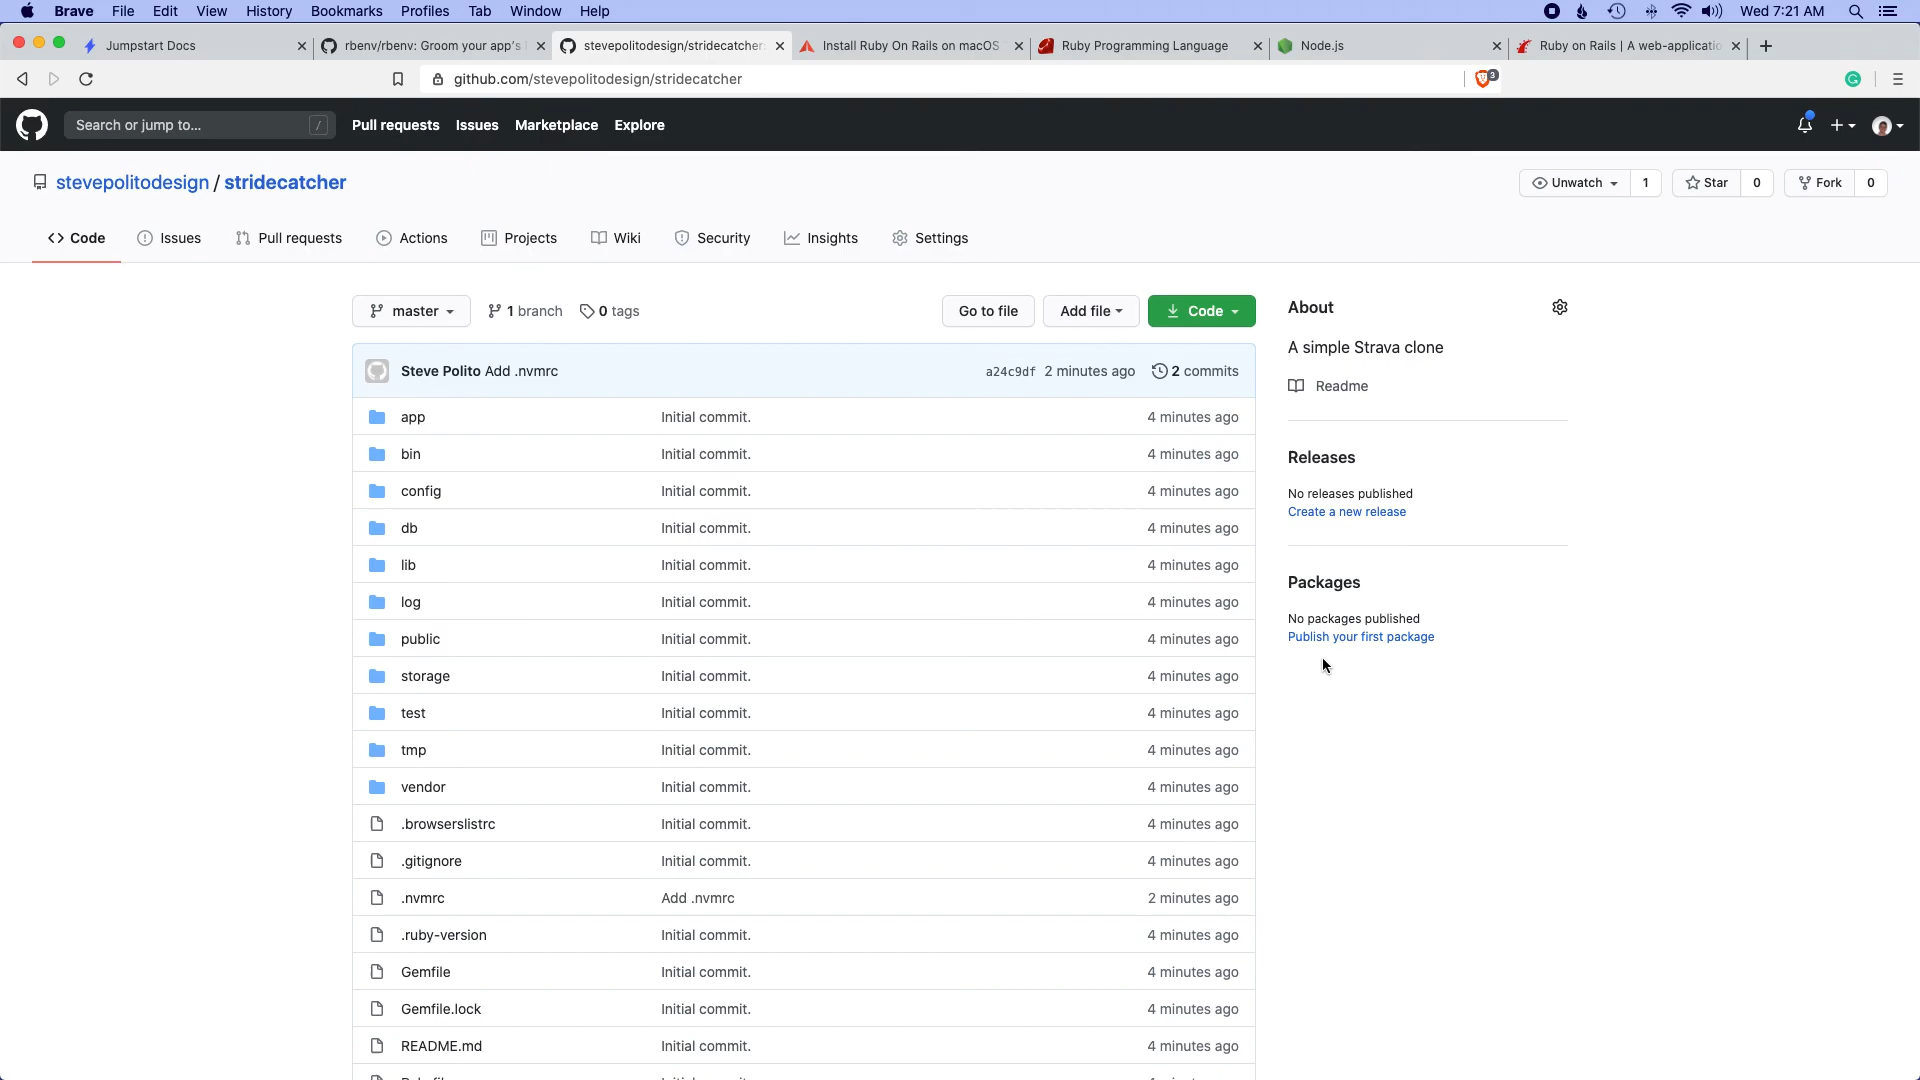 Brave File Edit View History Bookmarks Profiles Tab Window Help Wed 7:21 AM
Jumpstart Docs rbenv/rbenv: Groom your app's stevepolitodesign/stridecatcher: Install Ruby On Rails on macOS Ruby Programming Language Node.js Ruby on Rails | A web-applicatio
github.com/stevepolitodesign/stridecatcher 3
Search or jump to... / Pull requests Issues Marketplace Explore
stevepolitodesign / stridecatcher Unwatch 1 Star 0 Fork 0
Code Issues Pull requests Actions Projects Wiki Security Insights Settings
master 1 branch 0 tags Go to file Add file Code
Steve Polito Add .nvmrc a24c9df 2 minutes ago 2 commits
app Initial commit. 4 minutes ago
bin Initial commit. 4 minutes ago
config Initial commit. 4 minutes ago
db Initial commit. 4 minutes ago
lib Initial commit. 4 minutes ago
log Initial commit. 4 minutes ago
public Initial commit. 4 minutes ago
storage Initial commit. 4 minutes ago
test Initial commit. 4 minutes ago
tmp Initial commit. 4 minutes ago
vendor Initial commit. 4 minutes ago
.browserslistrc Initial commit. 4 minutes ago
.gitignore Initial commit. 4 minutes ago
.nvmrc Add .nvmrc 2 minutes ago
.ruby-version Initial commit. 4 minutes ago
Gemfile Initial commit. 4 minutes ago
Gemfile.lock Initial commit. 4 minutes ago
README.md Initial commit. 4 minutes ago
About
A simple Strava clone
Readme
Releases
No releases published
Create a new release
Packages
No packages published
Publish your first package